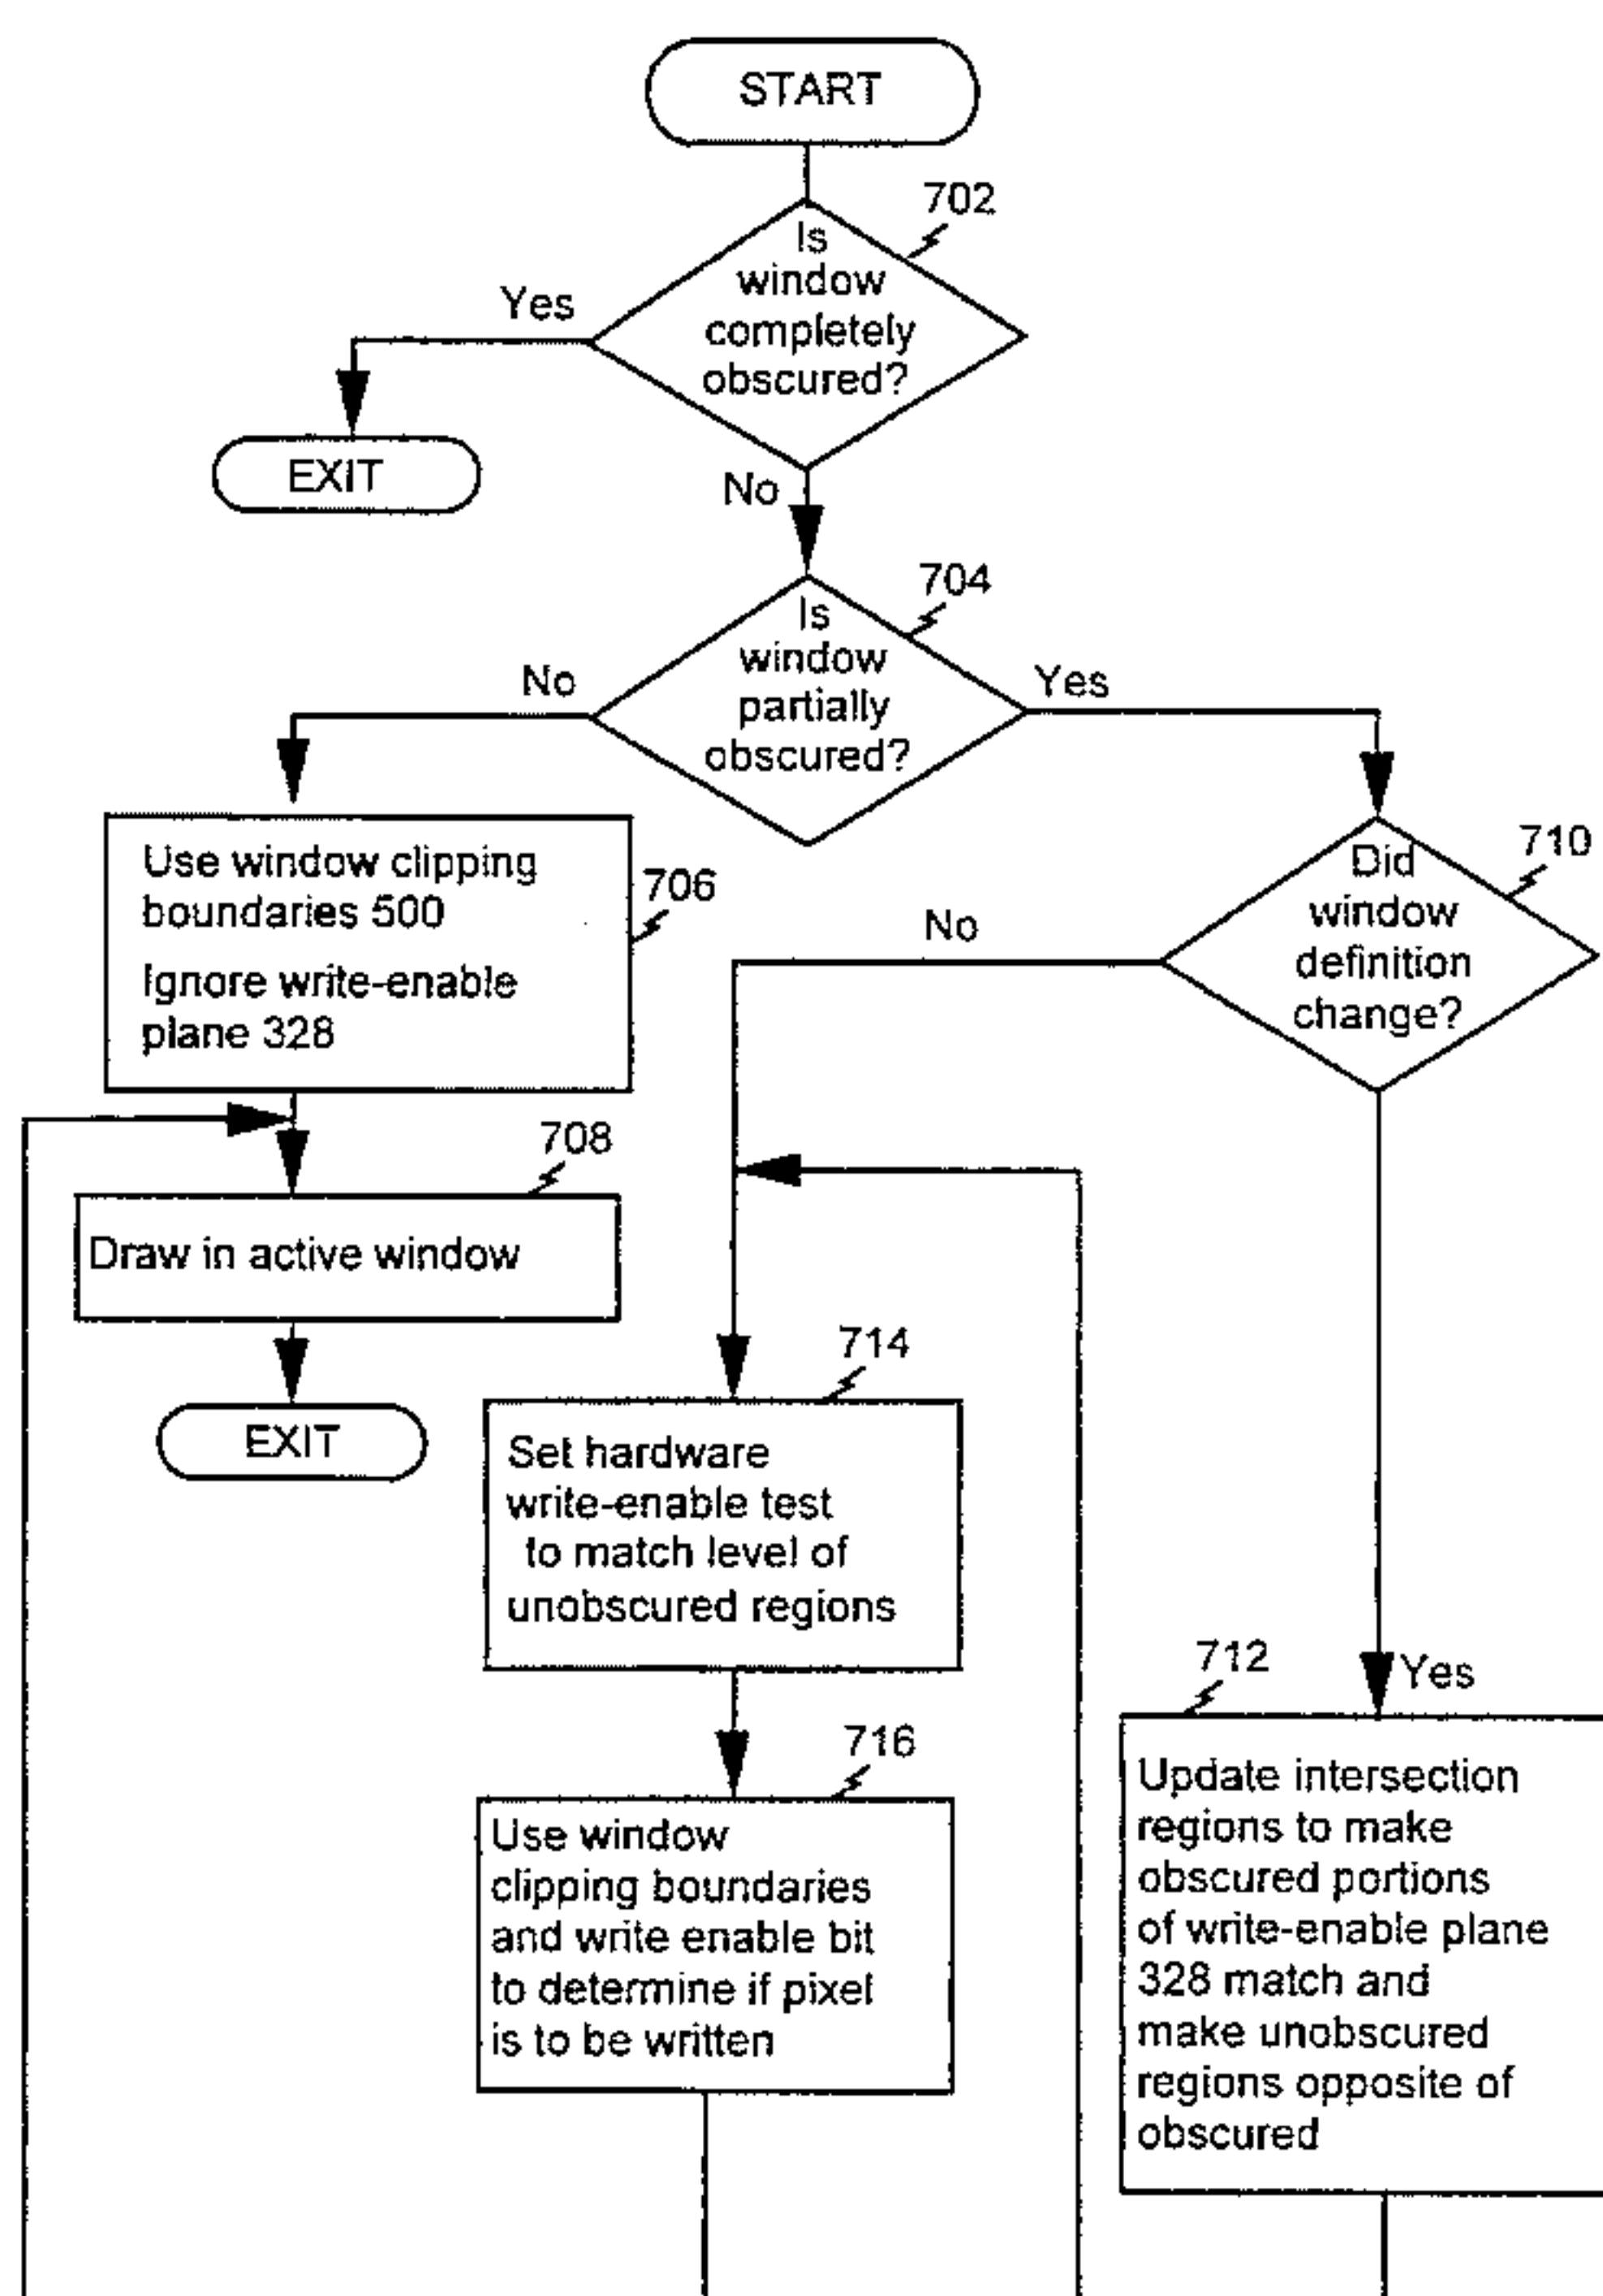 START
702
Is
window
completely
obscured?
Yes
EXIT
No
704
Is
window
partially
obscured?
No
Yes
Use window clipping
boundaries 500
Ignore write-enable
plane 328
706
710
Did
window
definition
change?
No
708
Draw in active window
EXIT
714
Set hardware
write-enable test
to match level of
unobscured regions
716
Use window
clipping boundaries
and write enable bit
to determine if pixel
is to be written
712
Yes
Update intersection
regions to make
obscured portions
of write-enable plane
328 match and
make unobscured
regions opposite of
obscured